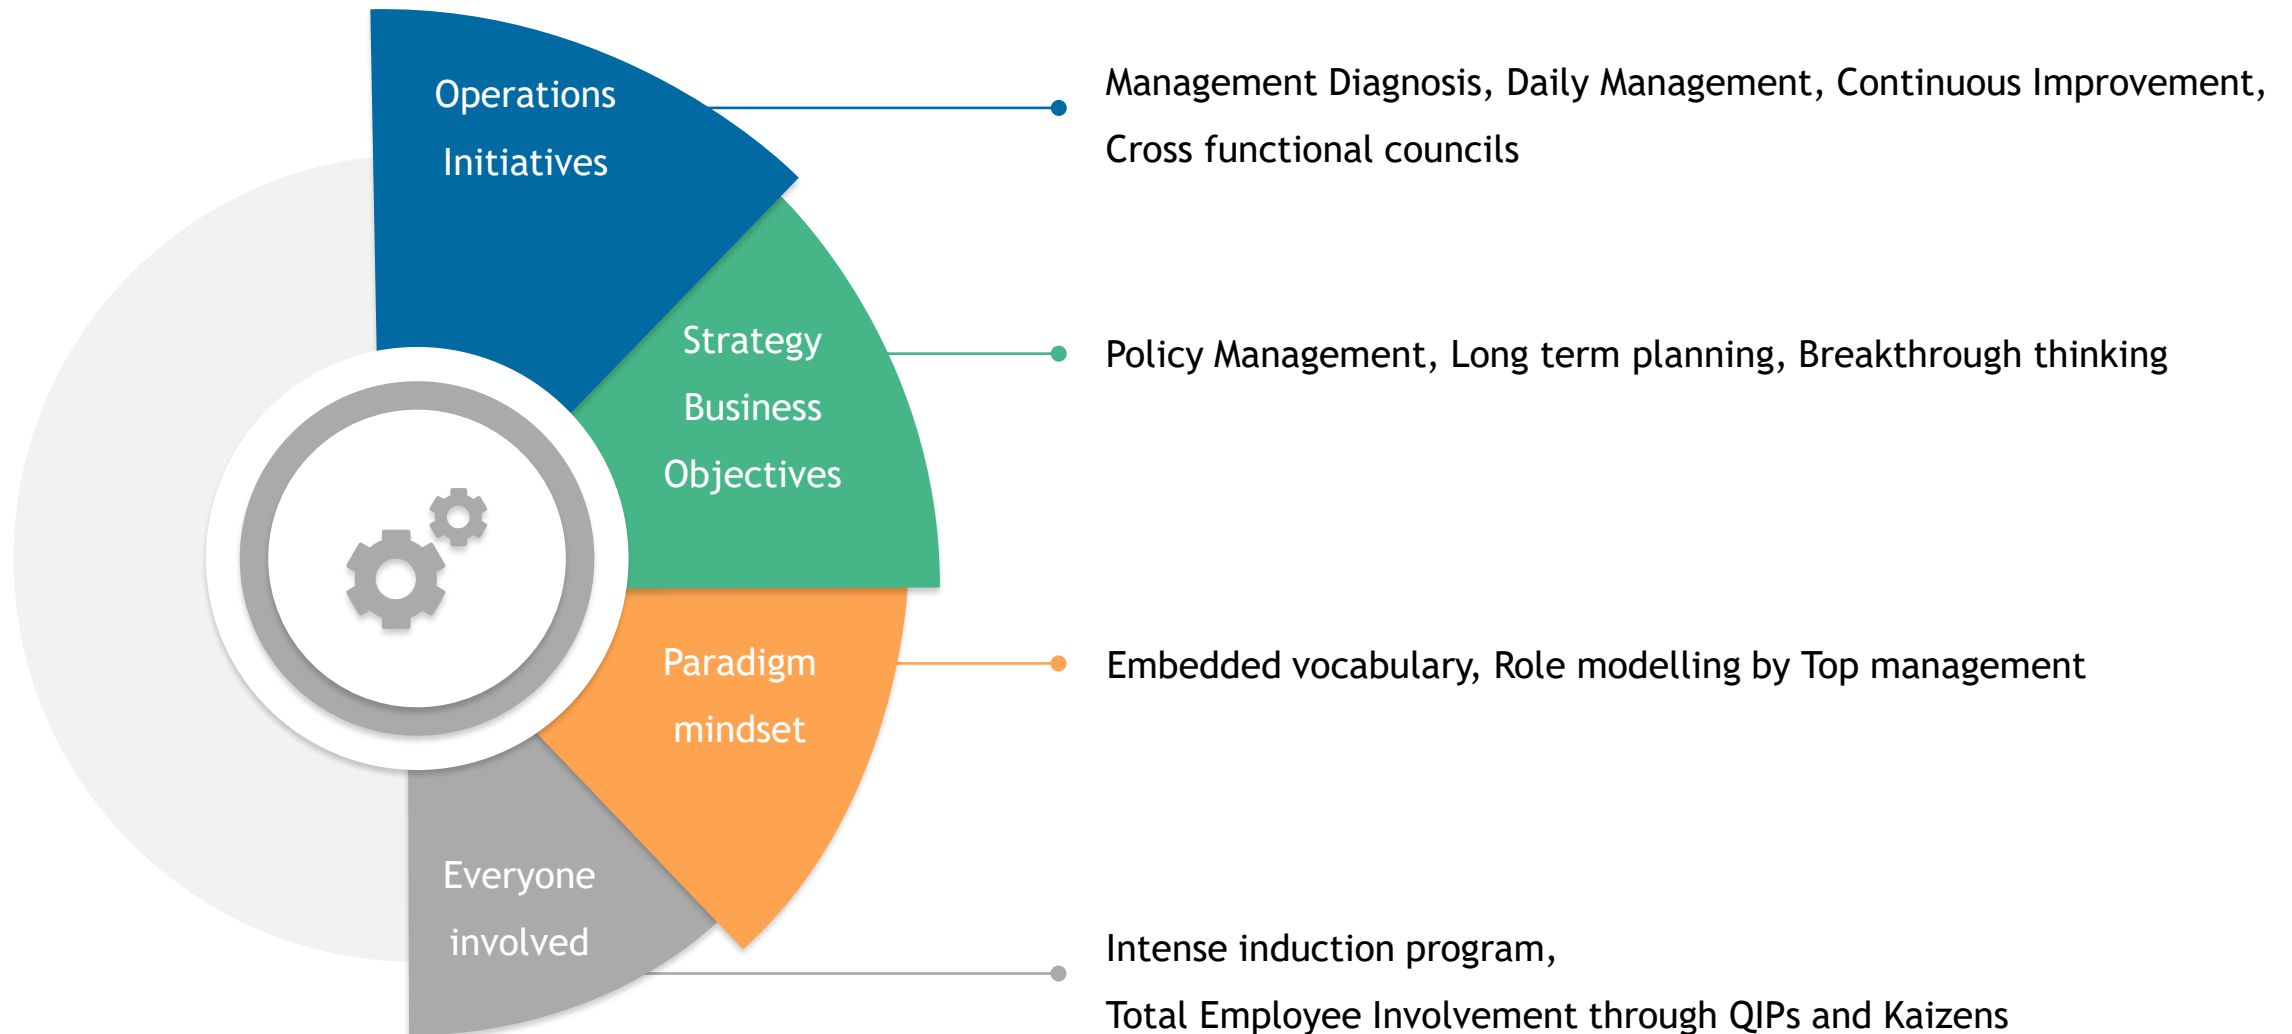 Operations
Initiatives
Management Diagnosis, Daily Management, Continuous Improvement,
Cross functional councils
Strategy
Business
Objectives
Policy Management, Long term planning, Breakthrough thinking
Paradigm
mindset
Embedded vocabulary, Role modelling by Top management
Everyone
involved
Intense induction program,
Total Employee Involvement through QIPs and Kaizens